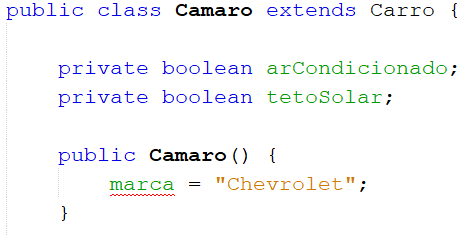 public class Camaro extends Carro {
private boolean arCondicionado;
private boolean tetoSolar;
public Camaro() {
marca = "Chevrolet";
}